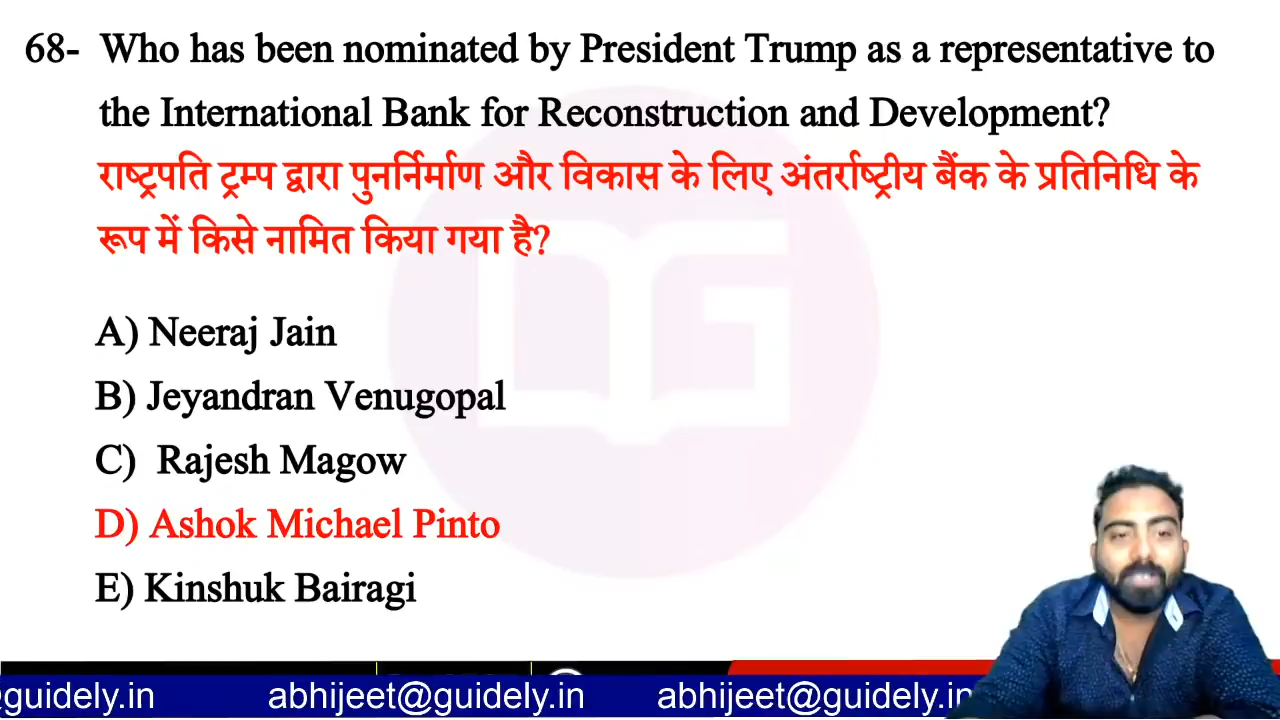 68- Who has been nominated by President Trump as a representative to
the International Bank for Reconstruction and Development?
राष्ट्रपति ट्रम्प द्वारा पुनर्निर्माण और विकास के लिए अंतर्राष्ट्रीय बैंक के प्रतिनिधि के
रूप में किसे नामित किया गया है?
A) Neeraj Jain
B) Jeyandran Venugopal
C) Rajesh Magow
D) Ashok Michael Pinto
E) Kinshuk Bairagi
@guidely.in abhijeet@guidely.in abhijeet@guidely.in